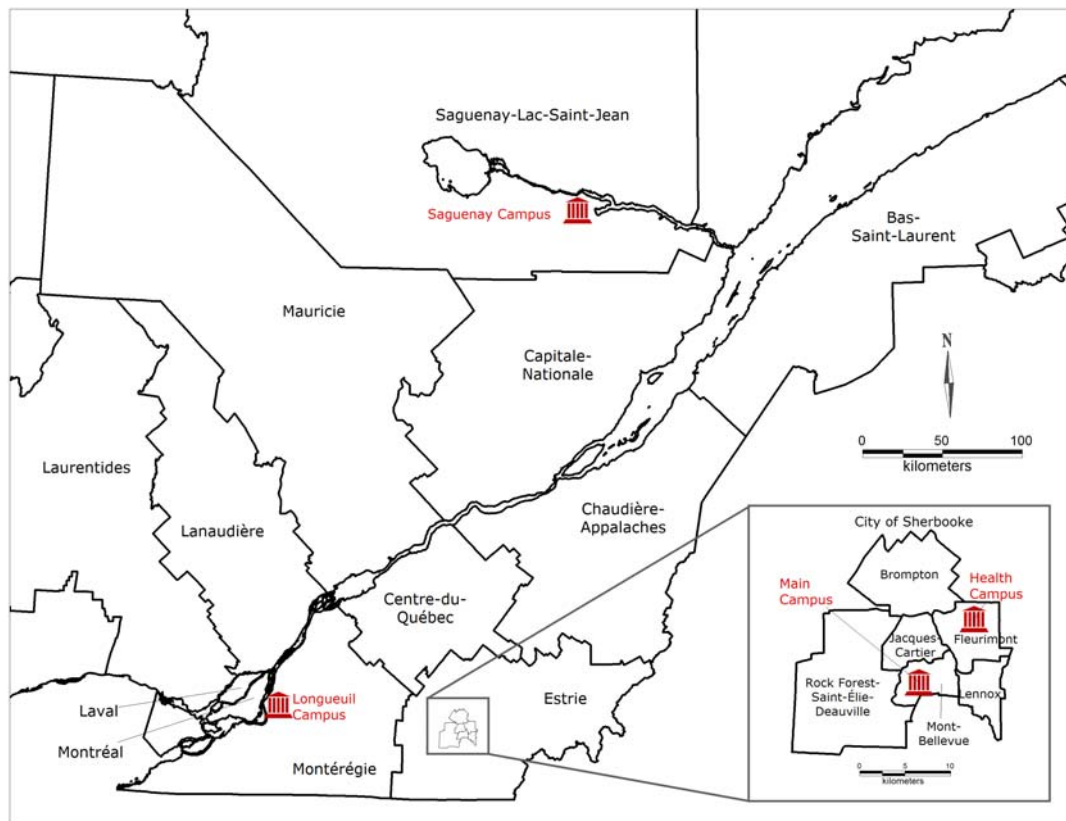 Saguenay-Lac-Saint-Jean
Saguenay Campus
Bas-
Saint-Laurent
Mauricie
Capitale-
Nationale
N
0 50 100
kilometers
Laurentides
Lanaudière
Chaudière-
Appalaches
Centre-du-
Québec
Estrie
Laval
Longueuil
Campus
Montréal
Montérégie
City of Sherbooke
Brompton
Main
Campus
Health
Campus
Jacques-
Cartier
Fleurimont
Rock Forest-
Saint-Élie-
Deauville
Lennox
Mont-
Bellevue
0 5 10
kilometers